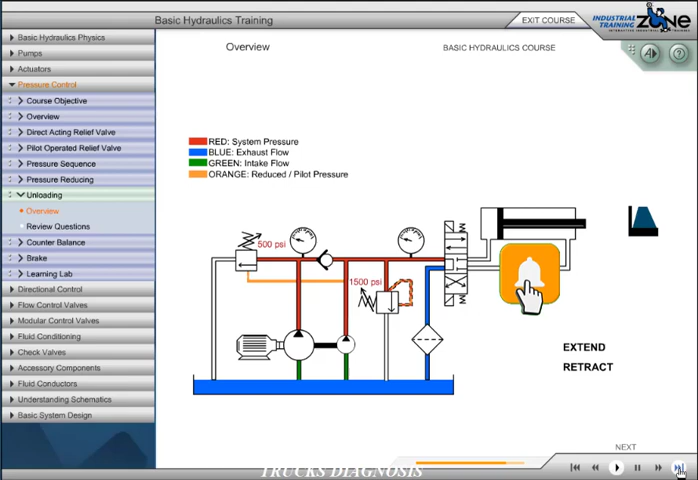 Basic Hydraulics Training
EXIT COURSE
INDUSTRIAL
TRAINING
ZONE
Basic Hydraulics Physics
Pumps
Actuators
Pressure Control
Course Objective
Overview
Direct Acting Relief Valve
Pilot Operated Relief Valve
Pressure Sequence
Pressure Reducing
Unloading
Overview
Review Questions
Counter Balance
Brake
Learning Lab
Directional Control
Flow Control Valves
Modular Control Valves
Fluid Conditioning
Check Valves
Accessory Components
Fluid Conductors
Understanding Schematics
Basic System Design
Overview
BASIC HYDRAULICS COURSE
A
?
RED: System Pressure
BLUE: Exhaust Flow
GREEN: Intake Flow
ORANGE: Reduced / Pilot Pressure
500 psi
1500 psi
EXTEND
RETRACT
NEXT
TRUCKS DIAGNOSIS